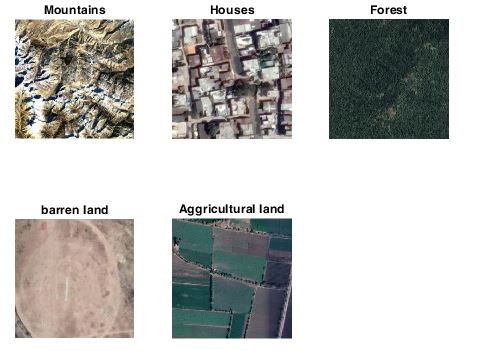 Mountains
Houses
Forest
barren land
Aggricultural land